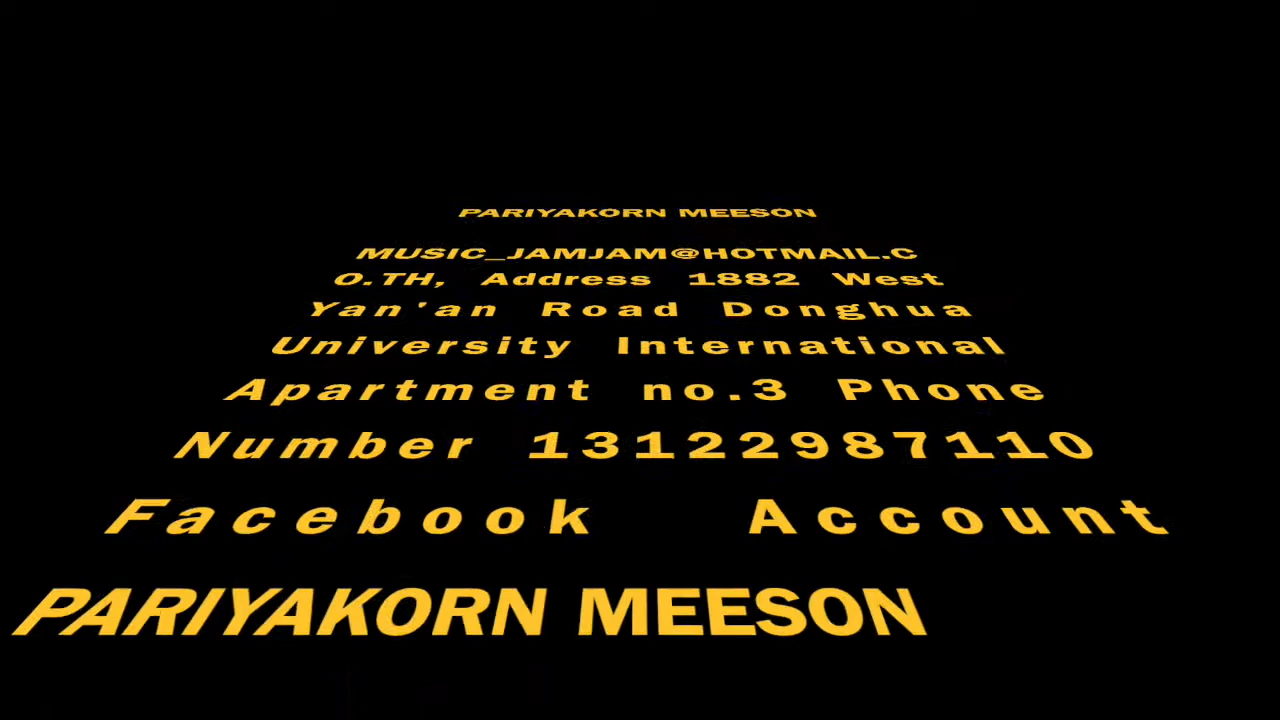 PARIYAKORN MEESON
MUSIC_JAMJAM@HOTMAIL.C
O.TH, Address 1882 West
Yan'an Road Donghua
University International
Apartment no.3 Phone
Number 13122987110
Facebook Account
PARIYAKORN MEESON